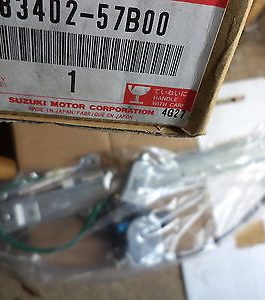 83402-57B00
1
ていねいに
HANDLE
WITH CARE
SUZUKI MOTOR CORPORATION
MADE IN JAPAN/FABRIQUE EN JAPON
4G27